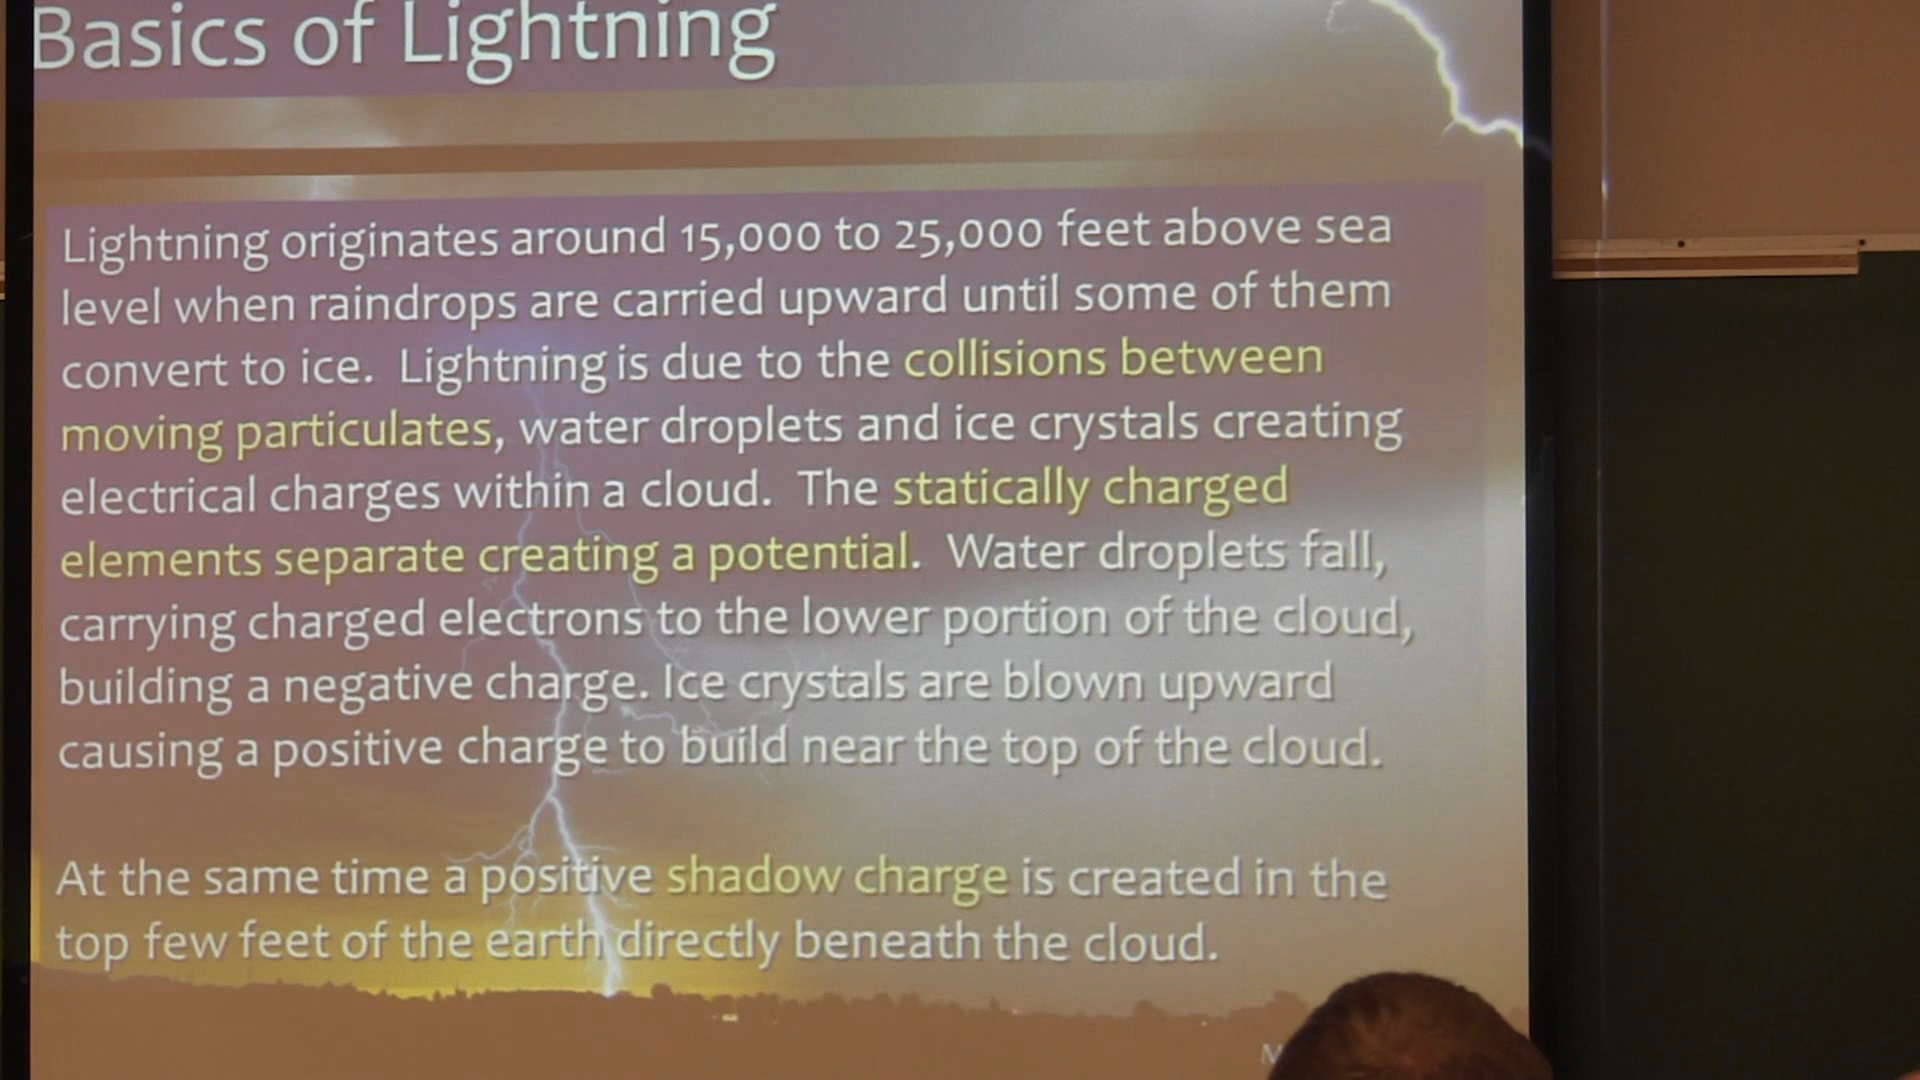 Basics of Lightning
Lightning originates around 15,000 to 25,000 feet above sea
level when raindrops are carried upward until some of them
convert to ice. Lightning is due to the collisions between
moving particulates, water droplets and ice crystals creating
electrical charges within a cloud. The statically charged
elements separate creating a potential. Water droplets fall,
carrying charged electrons to the lower portion of the cloud,
building a negative charge. Ice crystals are blown upward
causing a positive charge to build near the top of the cloud.
At the same time a positive shadow charge is created in the
top few feet of the earth directly beneath the cloud.